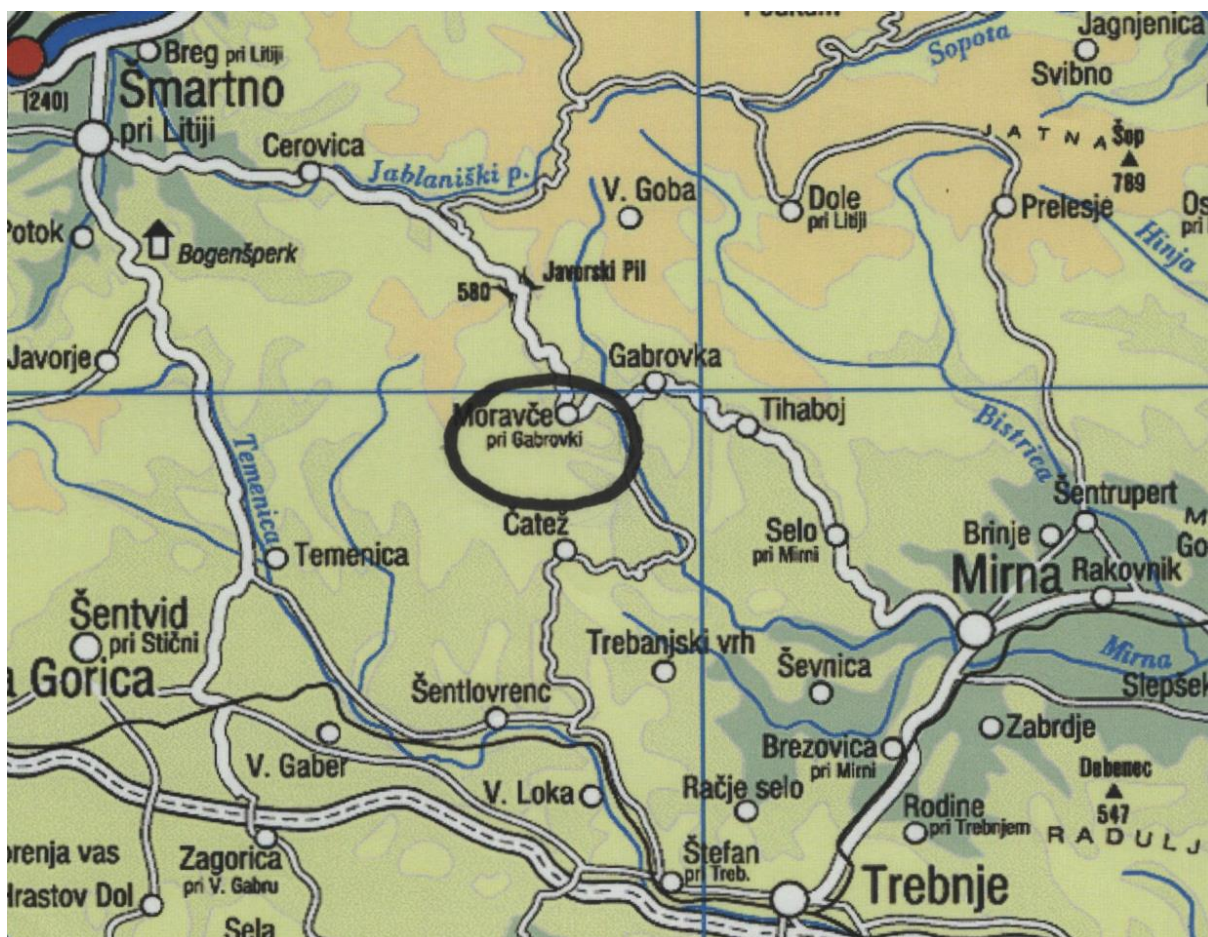 Jagnjenica
Breg pri Litiji
Sopota
Svibno
(240)
Šmartno
pri Litiji
JATNA
Šop
789
Cerovica
Jablaniški p.
V. Goba
Dole
pri Litiji
Prelesje
Hinja
Potok
Bogenšperk
Javorski Pil
580
Javorje
Gabrovka
Moravče
pri Gabrovki
Tihaboj
Bistrica
Temenica
Čatež
Šentrupert
Selo
pri Mirni
Brinje
Temenica
Mirna
Rakovnik
Šentvid
pri Stični
Trebanjski vrh
Ševnica
Mirna
Gorica
Šentlovrenc
Zabrdje
V. Gaber
Brezovica
pri Mirni
Debenec
547
V. Loka
Račje selo
Rodine
pri Trebnjem
RADULJ
Zagorica
pri V. Gabru
Štefan
pri Treb.
Trebnje
orenja vas
Hrastov Dol
Sela